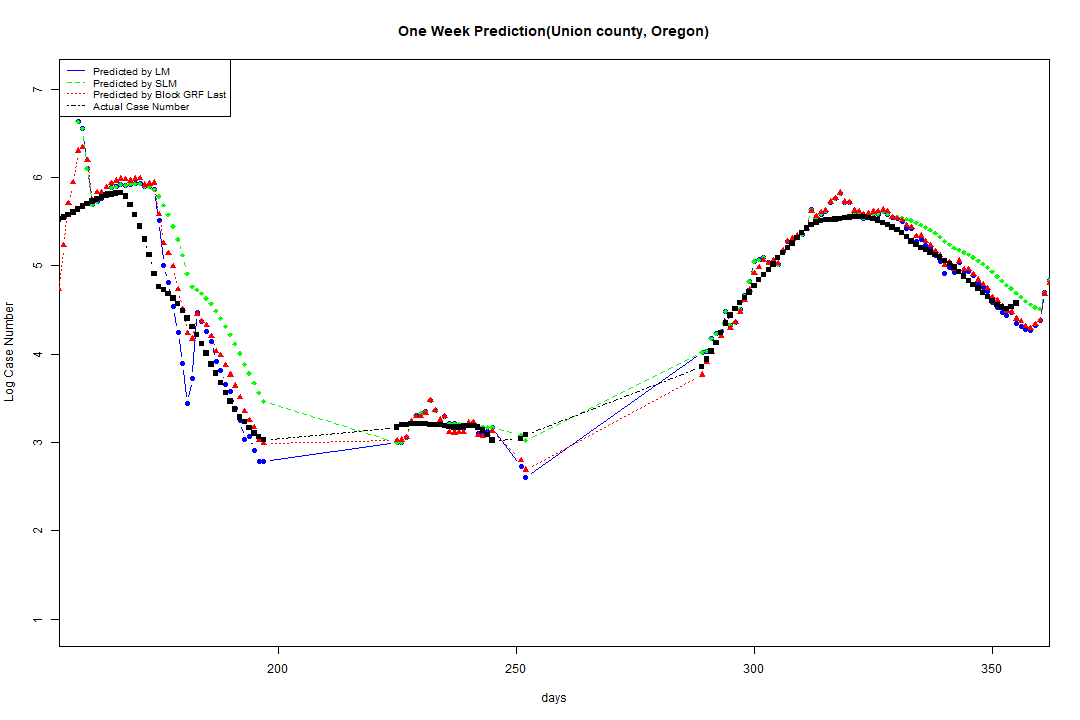 One Week Prediction(Union county, Oregon)
Predicted by LM
Predicted by SLM
Predicted by Block GRF Last
Actual Case Number
7
6
5
4
3
2
1
Log Case Number
200 250 300 350
days